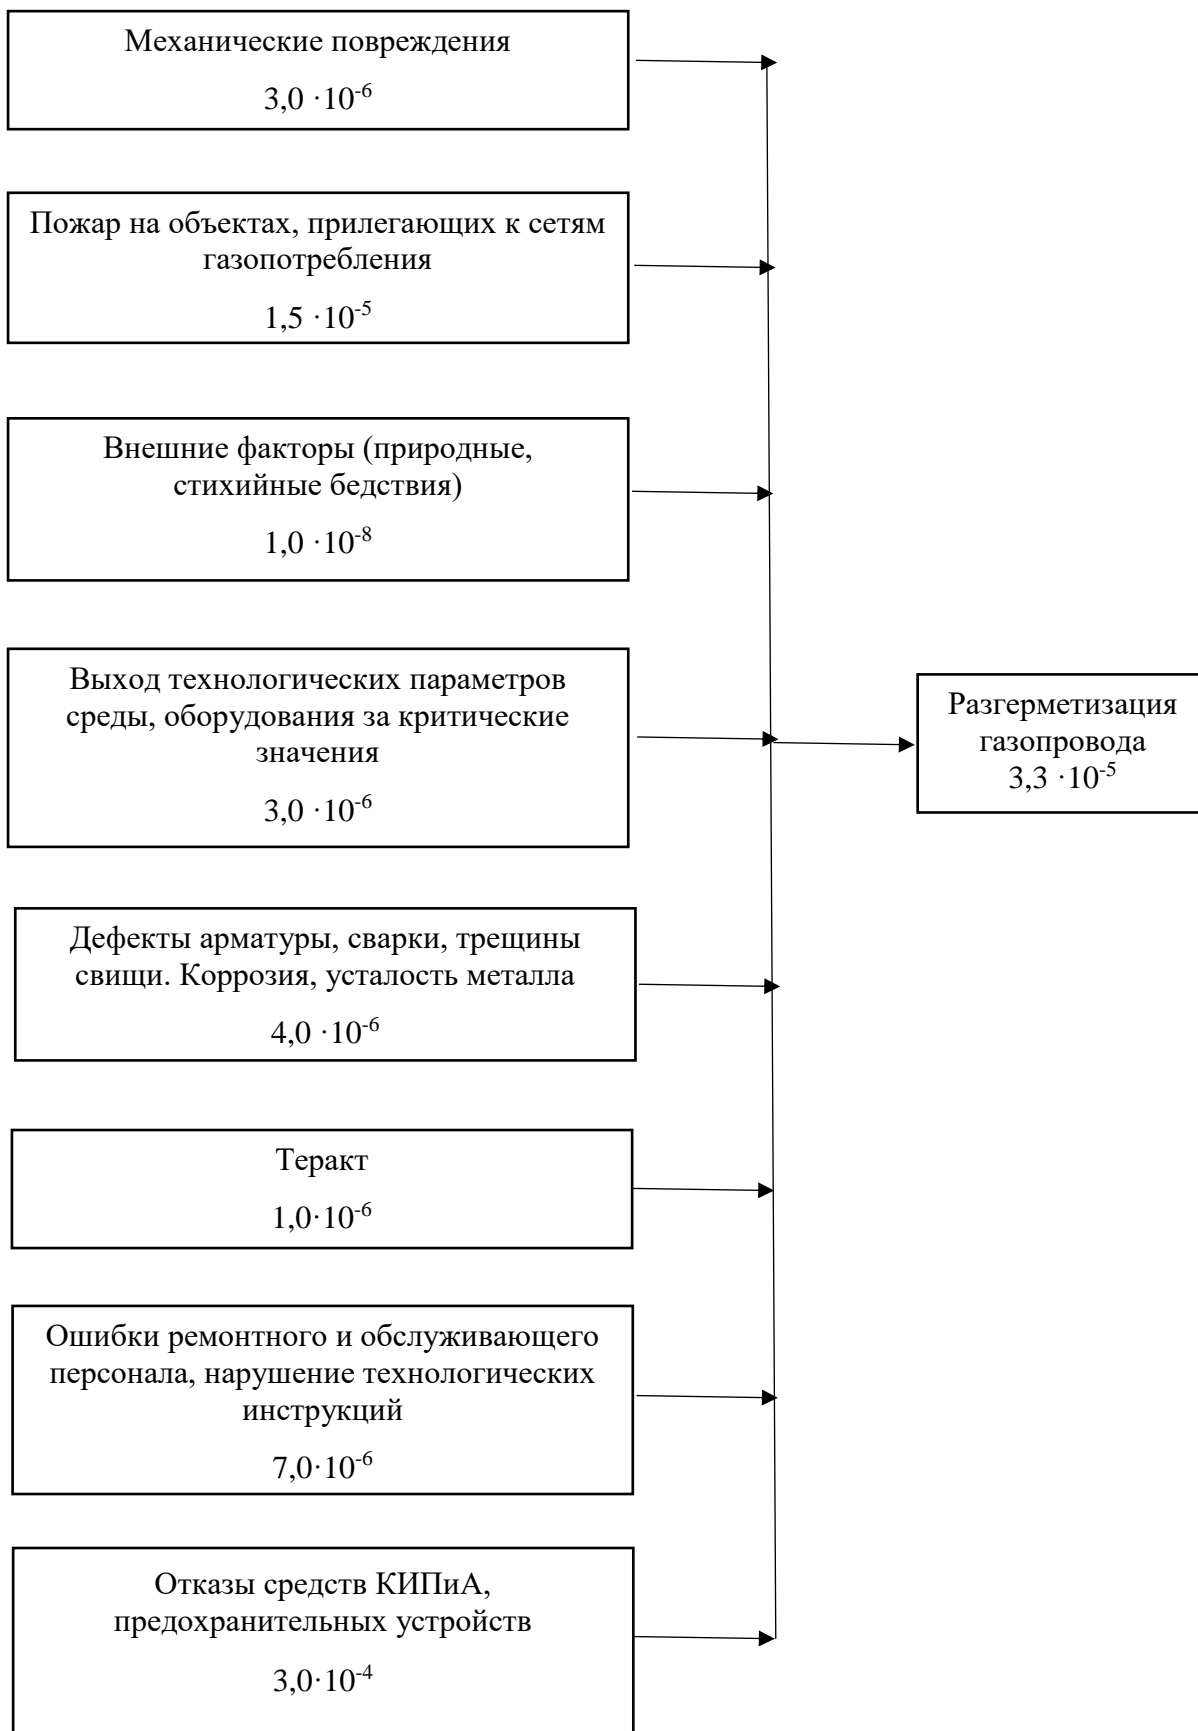 Механические повреждения
3,0 ·10⁻⁶
Пожар на объектах, прилегающих к сетям
газопотребления
1,5 ·10⁻⁵
Внешние факторы (природные,
стихийные бедствия)
1,0 ·10⁻⁸
Выход технологических параметров
среды, оборудования за критические
значения
3,0 ·10⁻⁶
Разгерметизация
газопровода
3,3 ·10⁻⁵
Дефекты арматуры, сварки, трещины
свищи. Коррозия, усталость металла
4,0 ·10⁻⁶
Теракт
1,0·10⁻⁶
Ошибки ремонтного и обслуживающего
персонала, нарушение технологических
инструкций
7,0·10⁻⁶
Отказы средств КИПиА,
предохранительных устройств
3,0·10⁻⁴